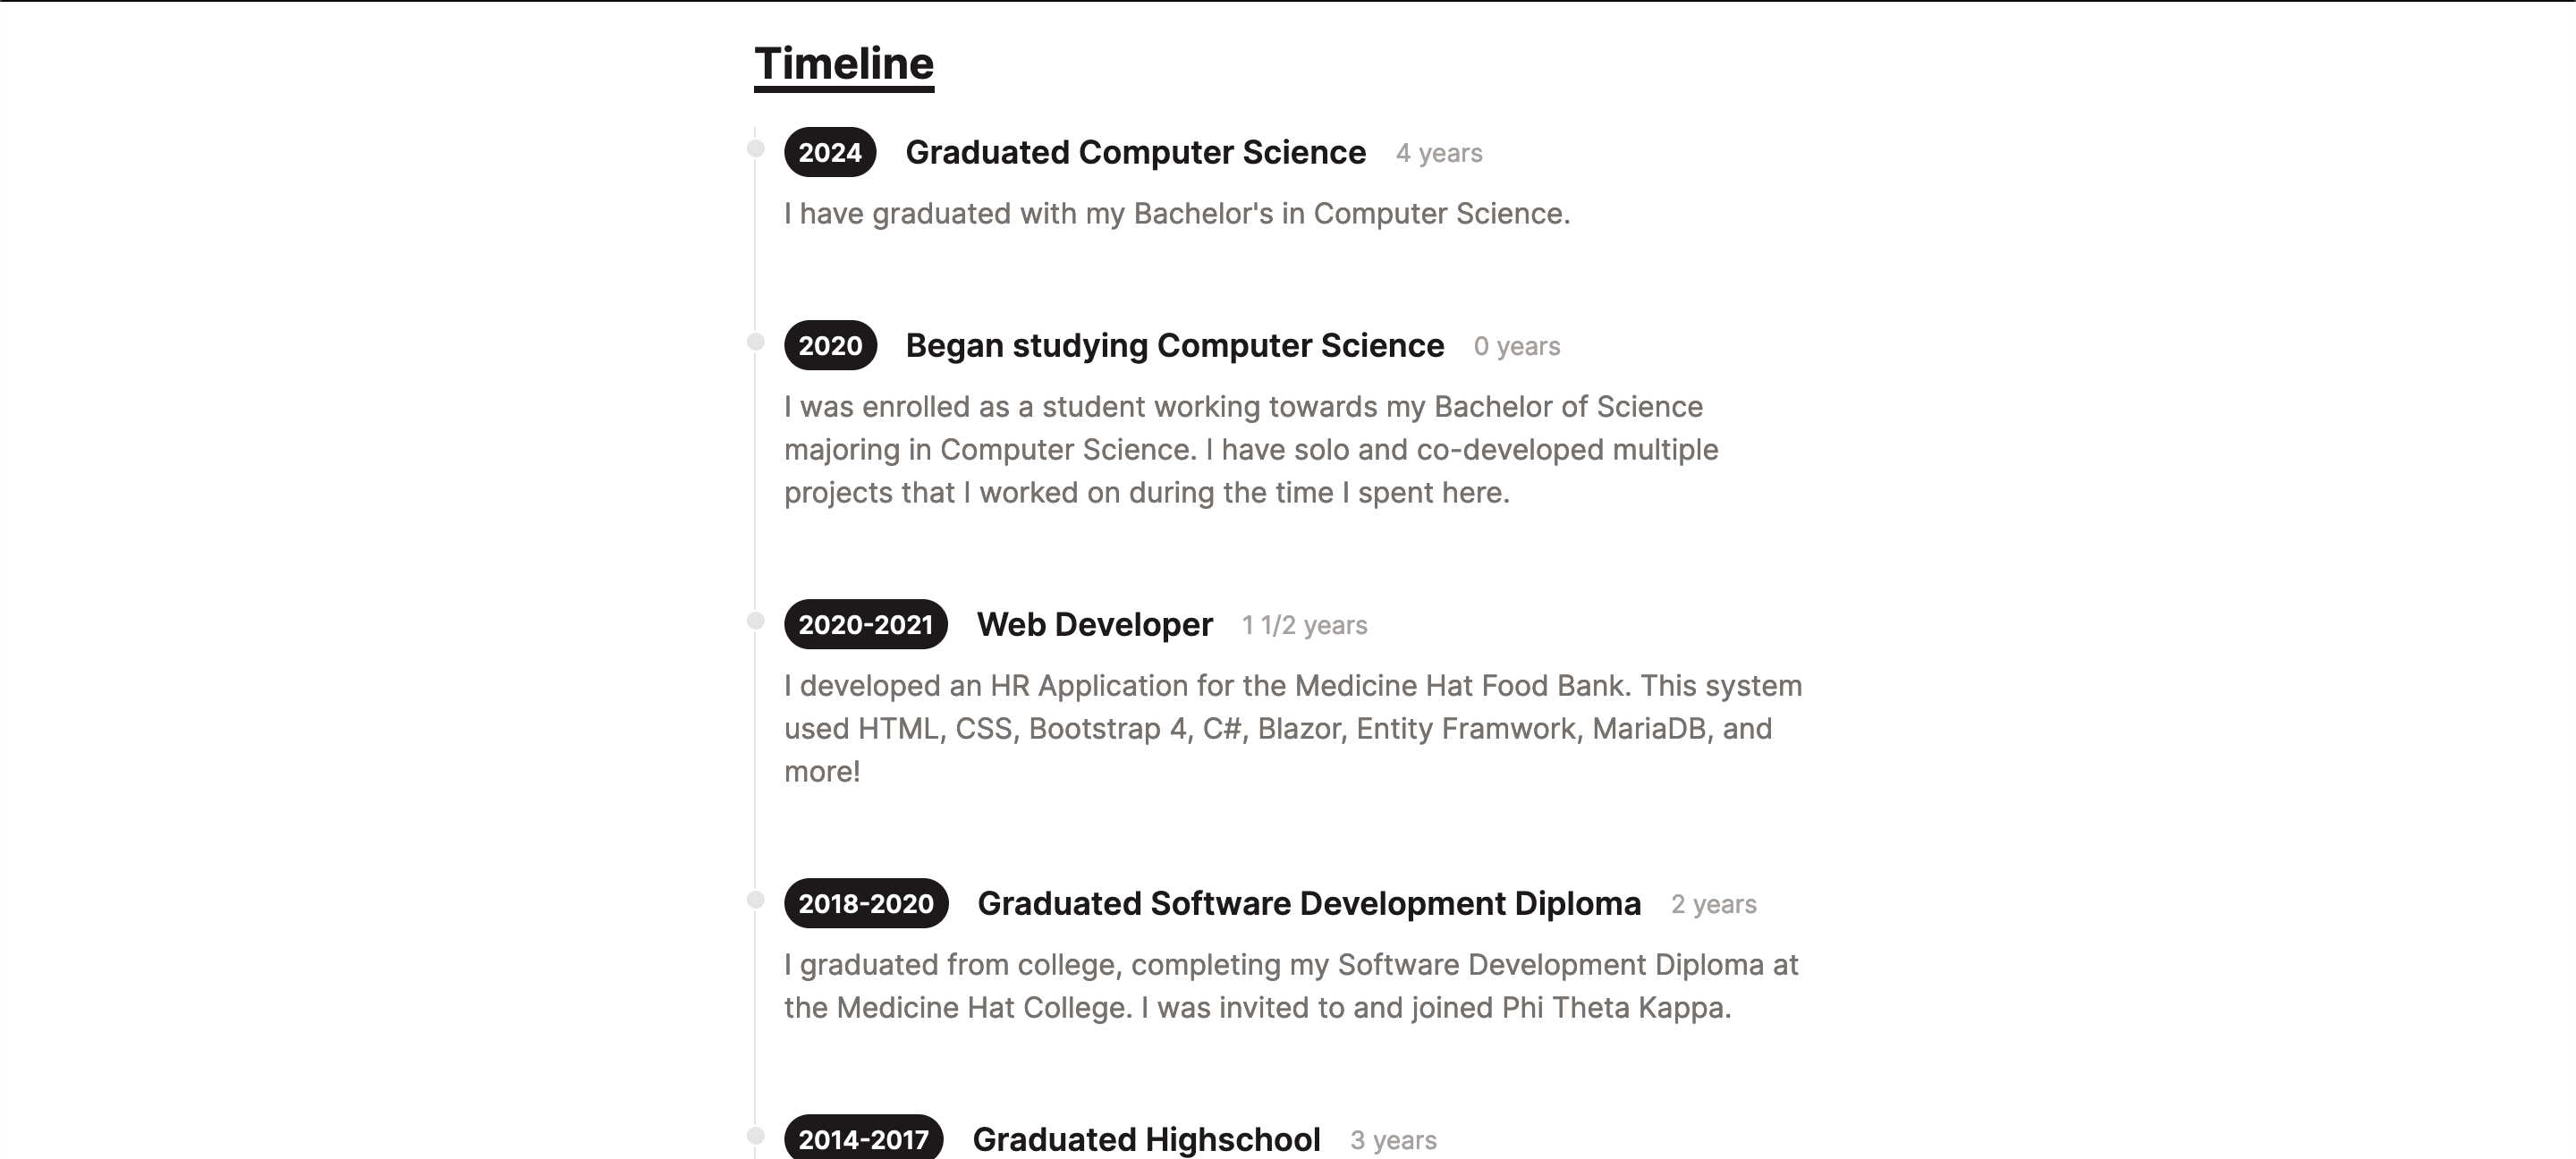 Timeline
2024 Graduated Computer Science 4 years
I have graduated with my Bachelor's in Computer Science.
2020 Began studying Computer Science 0 years
I was enrolled as a student working towards my Bachelor of Science
majoring in Computer Science. I have solo and co-developed multiple
projects that I worked on during the time I spent here.
2020-2021 Web Developer 1 1/2 years
I developed an HR Application for the Medicine Hat Food Bank. This system
used HTML, CSS, Bootstrap 4, C#, Blazor, Entity Framwork, MariaDB, and
more!
2018-2020 Graduated Software Development Diploma 2 years
I graduated from college, completing my Software Development Diploma at
the Medicine Hat College. I was invited to and joined Phi Theta Kappa.
2014-2017 Graduated Highschool 3 years